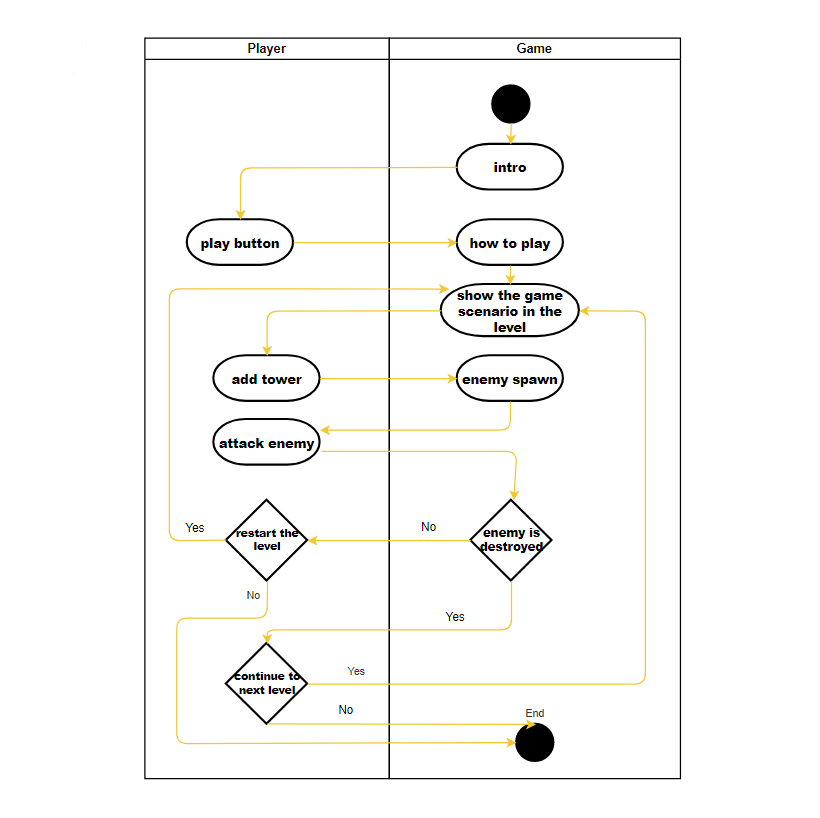 Player
Game
intro
play button
how to play
show the game
scenario in the
level
add tower
enemy spawn
attack enemy
Yes
restart the
level
No
enemy is
destroyed
No
Yes
continue to
next level
Yes
No
End